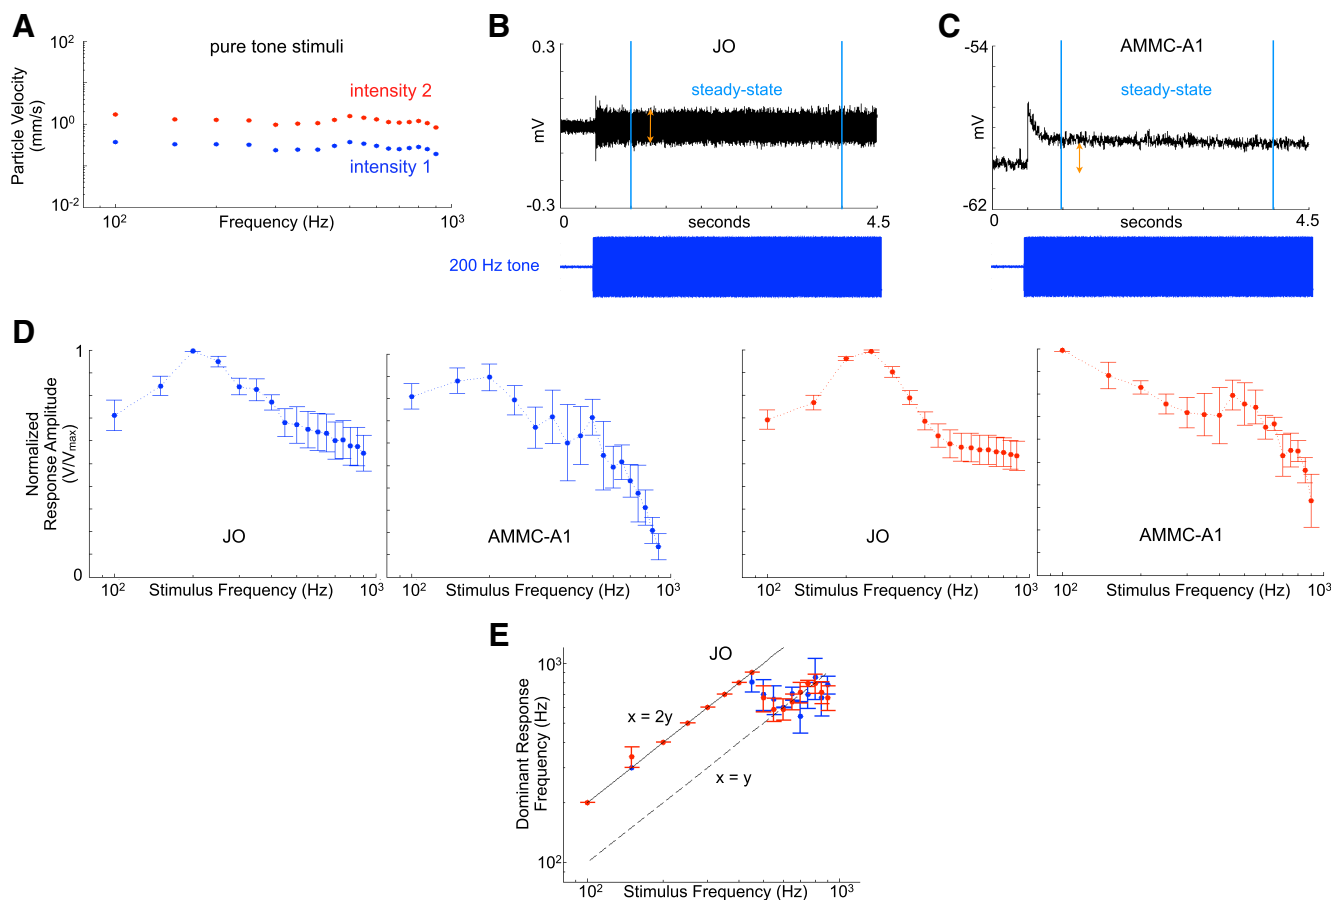 A
pure tone stimuli
10²
10⁰
10⁻²
Particle Velocity
(mm/s)
intensity 2
intensity 1
10²
Frequency (Hz)
10³
B
JO
0.3
mV
-0.3
steady-state
0
seconds
4.5
200 Hz tone
C
AMMC-A1
-54
mV
-62
steady-state
0
seconds
4.5
D
Normalized
Response Amplitude
(V/Vmax)
1
0
JO
10²
Stimulus Frequency (Hz)
10³
AMMC-A1
10²
Stimulus Frequency (Hz)
10³
JO
10²
Stimulus Frequency (Hz)
10³
AMMC-A1
10²
Stimulus Frequency (Hz)
10³
E
JO
Dominant Response
Frequency (Hz)
10³
10²
x = 2y
x = y
10²
Stimulus Frequency (Hz)
10³